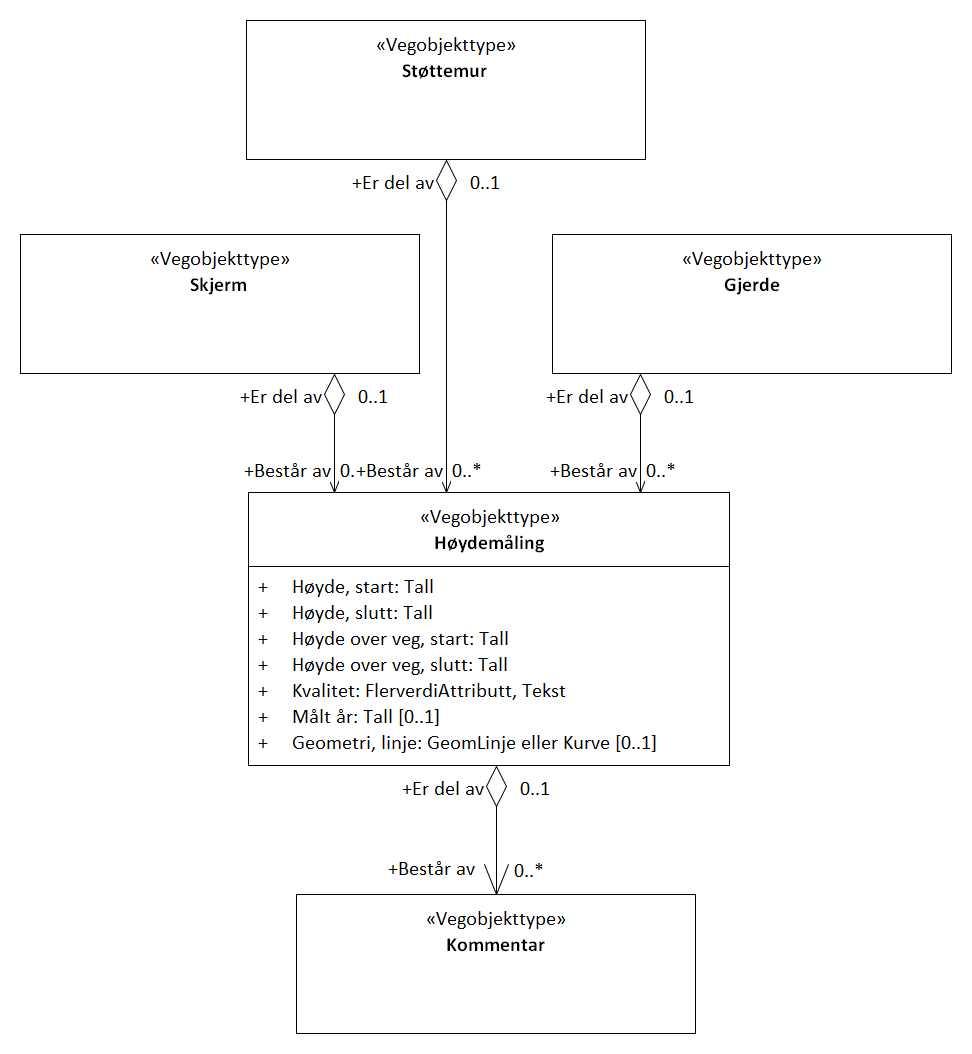 «Vegobjekttype»
Støttemur
+Er del av 0..1
«Vegobjekttype»
Skjerm
«Vegobjekttype»
Gjerde
+Er del av 0..1
+Er del av 0..1
+Består av 0.
+Består av 0..*
+Består av 0..*
«Vegobjekttype»
Høydemåling
+ Høyde, start: Tall
+ Høyde, slutt: Tall
+ Høyde over veg, start: Tall
+ Høyde over veg, slutt: Tall
+ Kvalitet: FlerverdiAttributt, Tekst
+ Målt år: Tall [0..1]
+ Geometri, linje: GeomLinje eller Kurve [0..1]
+Er del av 0..1
+Består av 0..*
«Vegobjekttype»
Kommentar